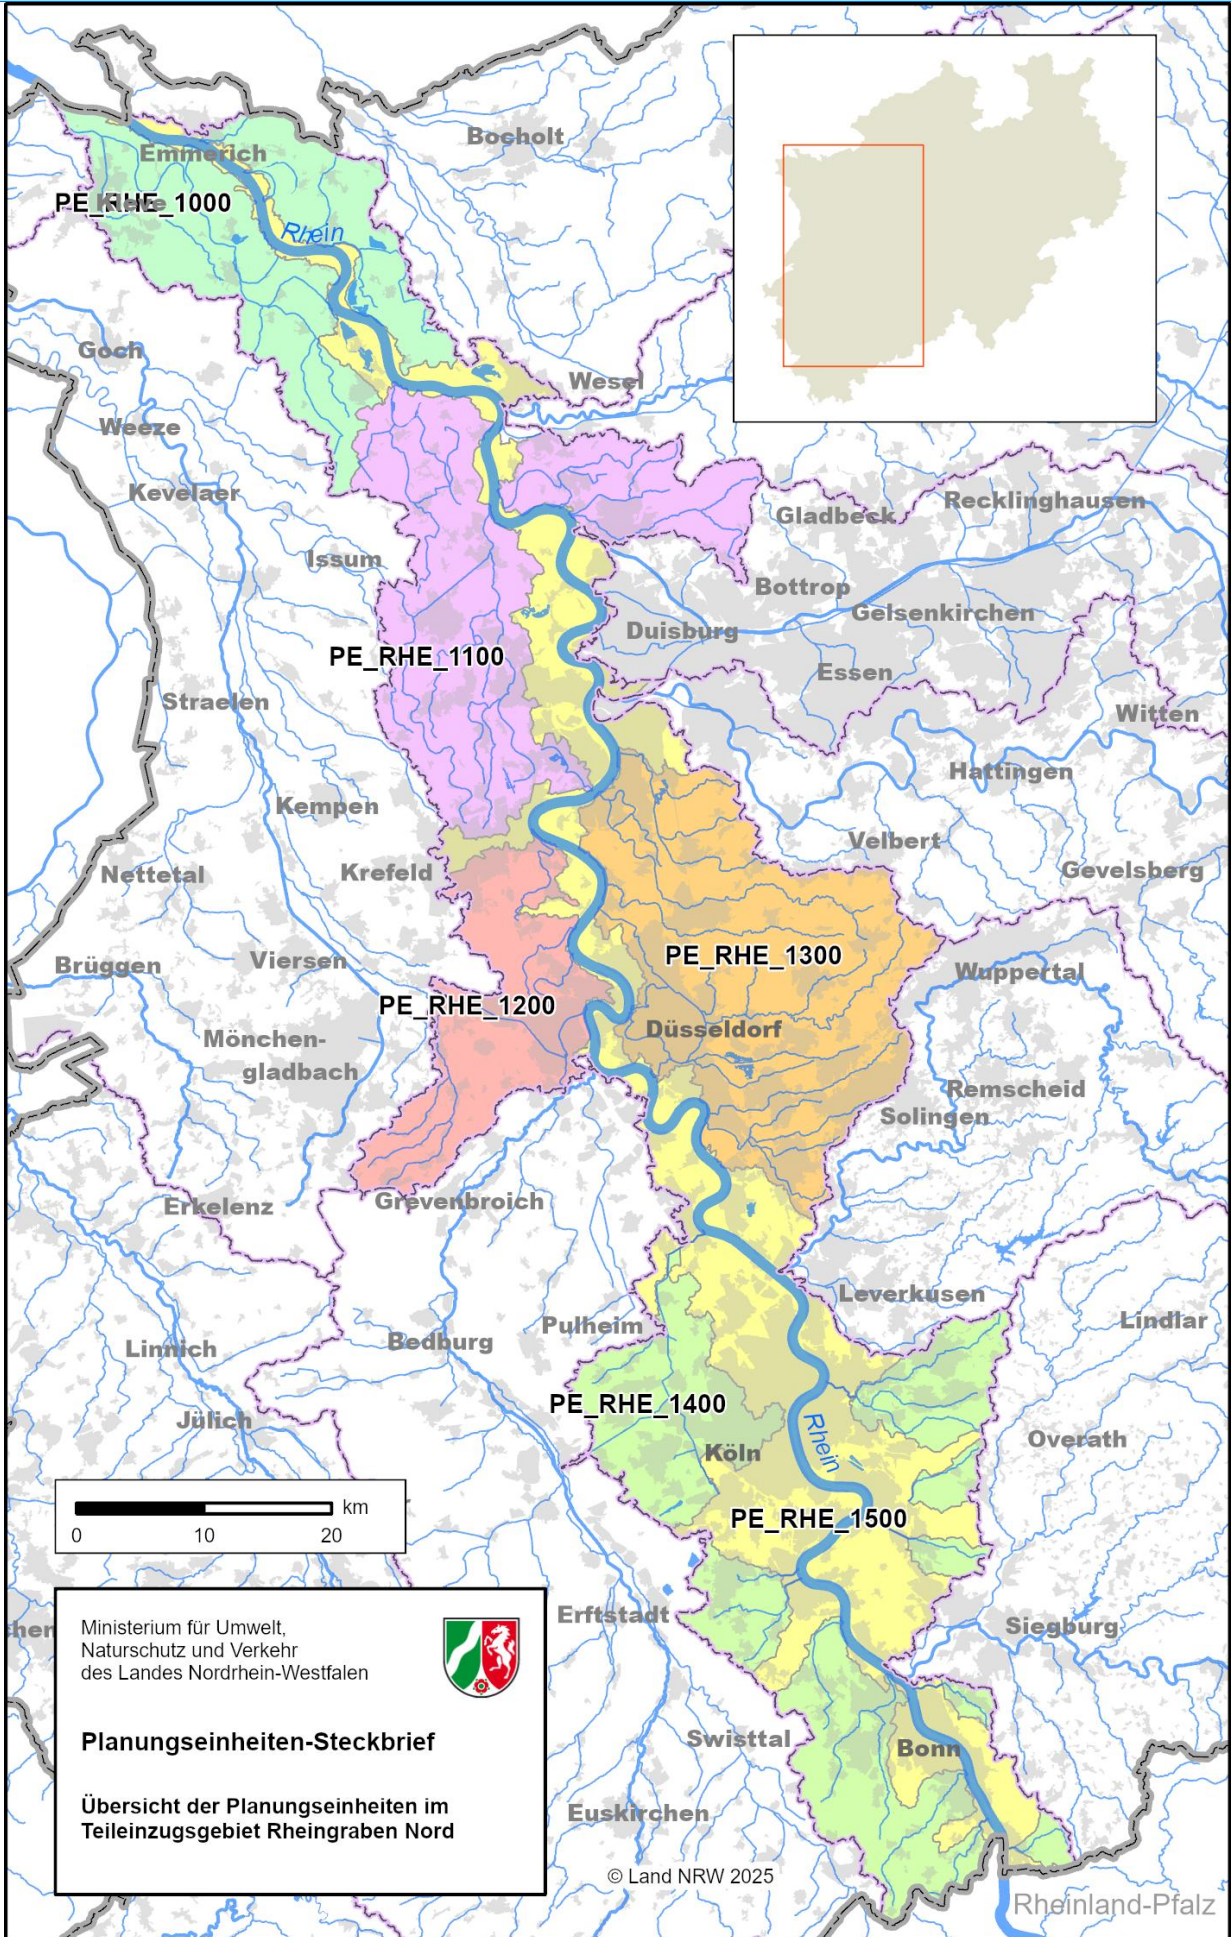 Bocholt
Emmerich
PE_RHE_1000
Kleve
Rhein
Goch
Wesel
Weeze
Kevelaer
Recklinghausen
Gladbeck
Issum
Bottrop
Gelsenkirchen
Duisburg
PE_RHE_1100
Essen
Straelen
Witten
Hattingen
Kempen
Velbert
Krefeld
Nettetal
Gevelsberg
PE_RHE_1300
Viersen
Brüggen
Wuppertal
PE_RHE_1200
Düsseldorf
Mönchen-
gladbach
Remscheid
Solingen
Grevenbroich
Erkelenz
Leverkusen
Lindlar
Pulheim
Bedburg
Linnich
PE_RHE_1400
Jülich
Rhein
Overath
Köln
km
0 10 20
PE_RHE_1500
Erftstadt
Siegburg
hen
Ministerium für Umwelt,
Naturschutz und Verkehr
des Landes Nordrhein-Westfalen
Planungseinheiten-Steckbrief
Übersicht der Planungseinheiten im
Teileinzugsgebiet Rheingraben Nord
Swisttal
Bonn
Euskirchen
© Land NRW 2025
Rheinland-Pfalz